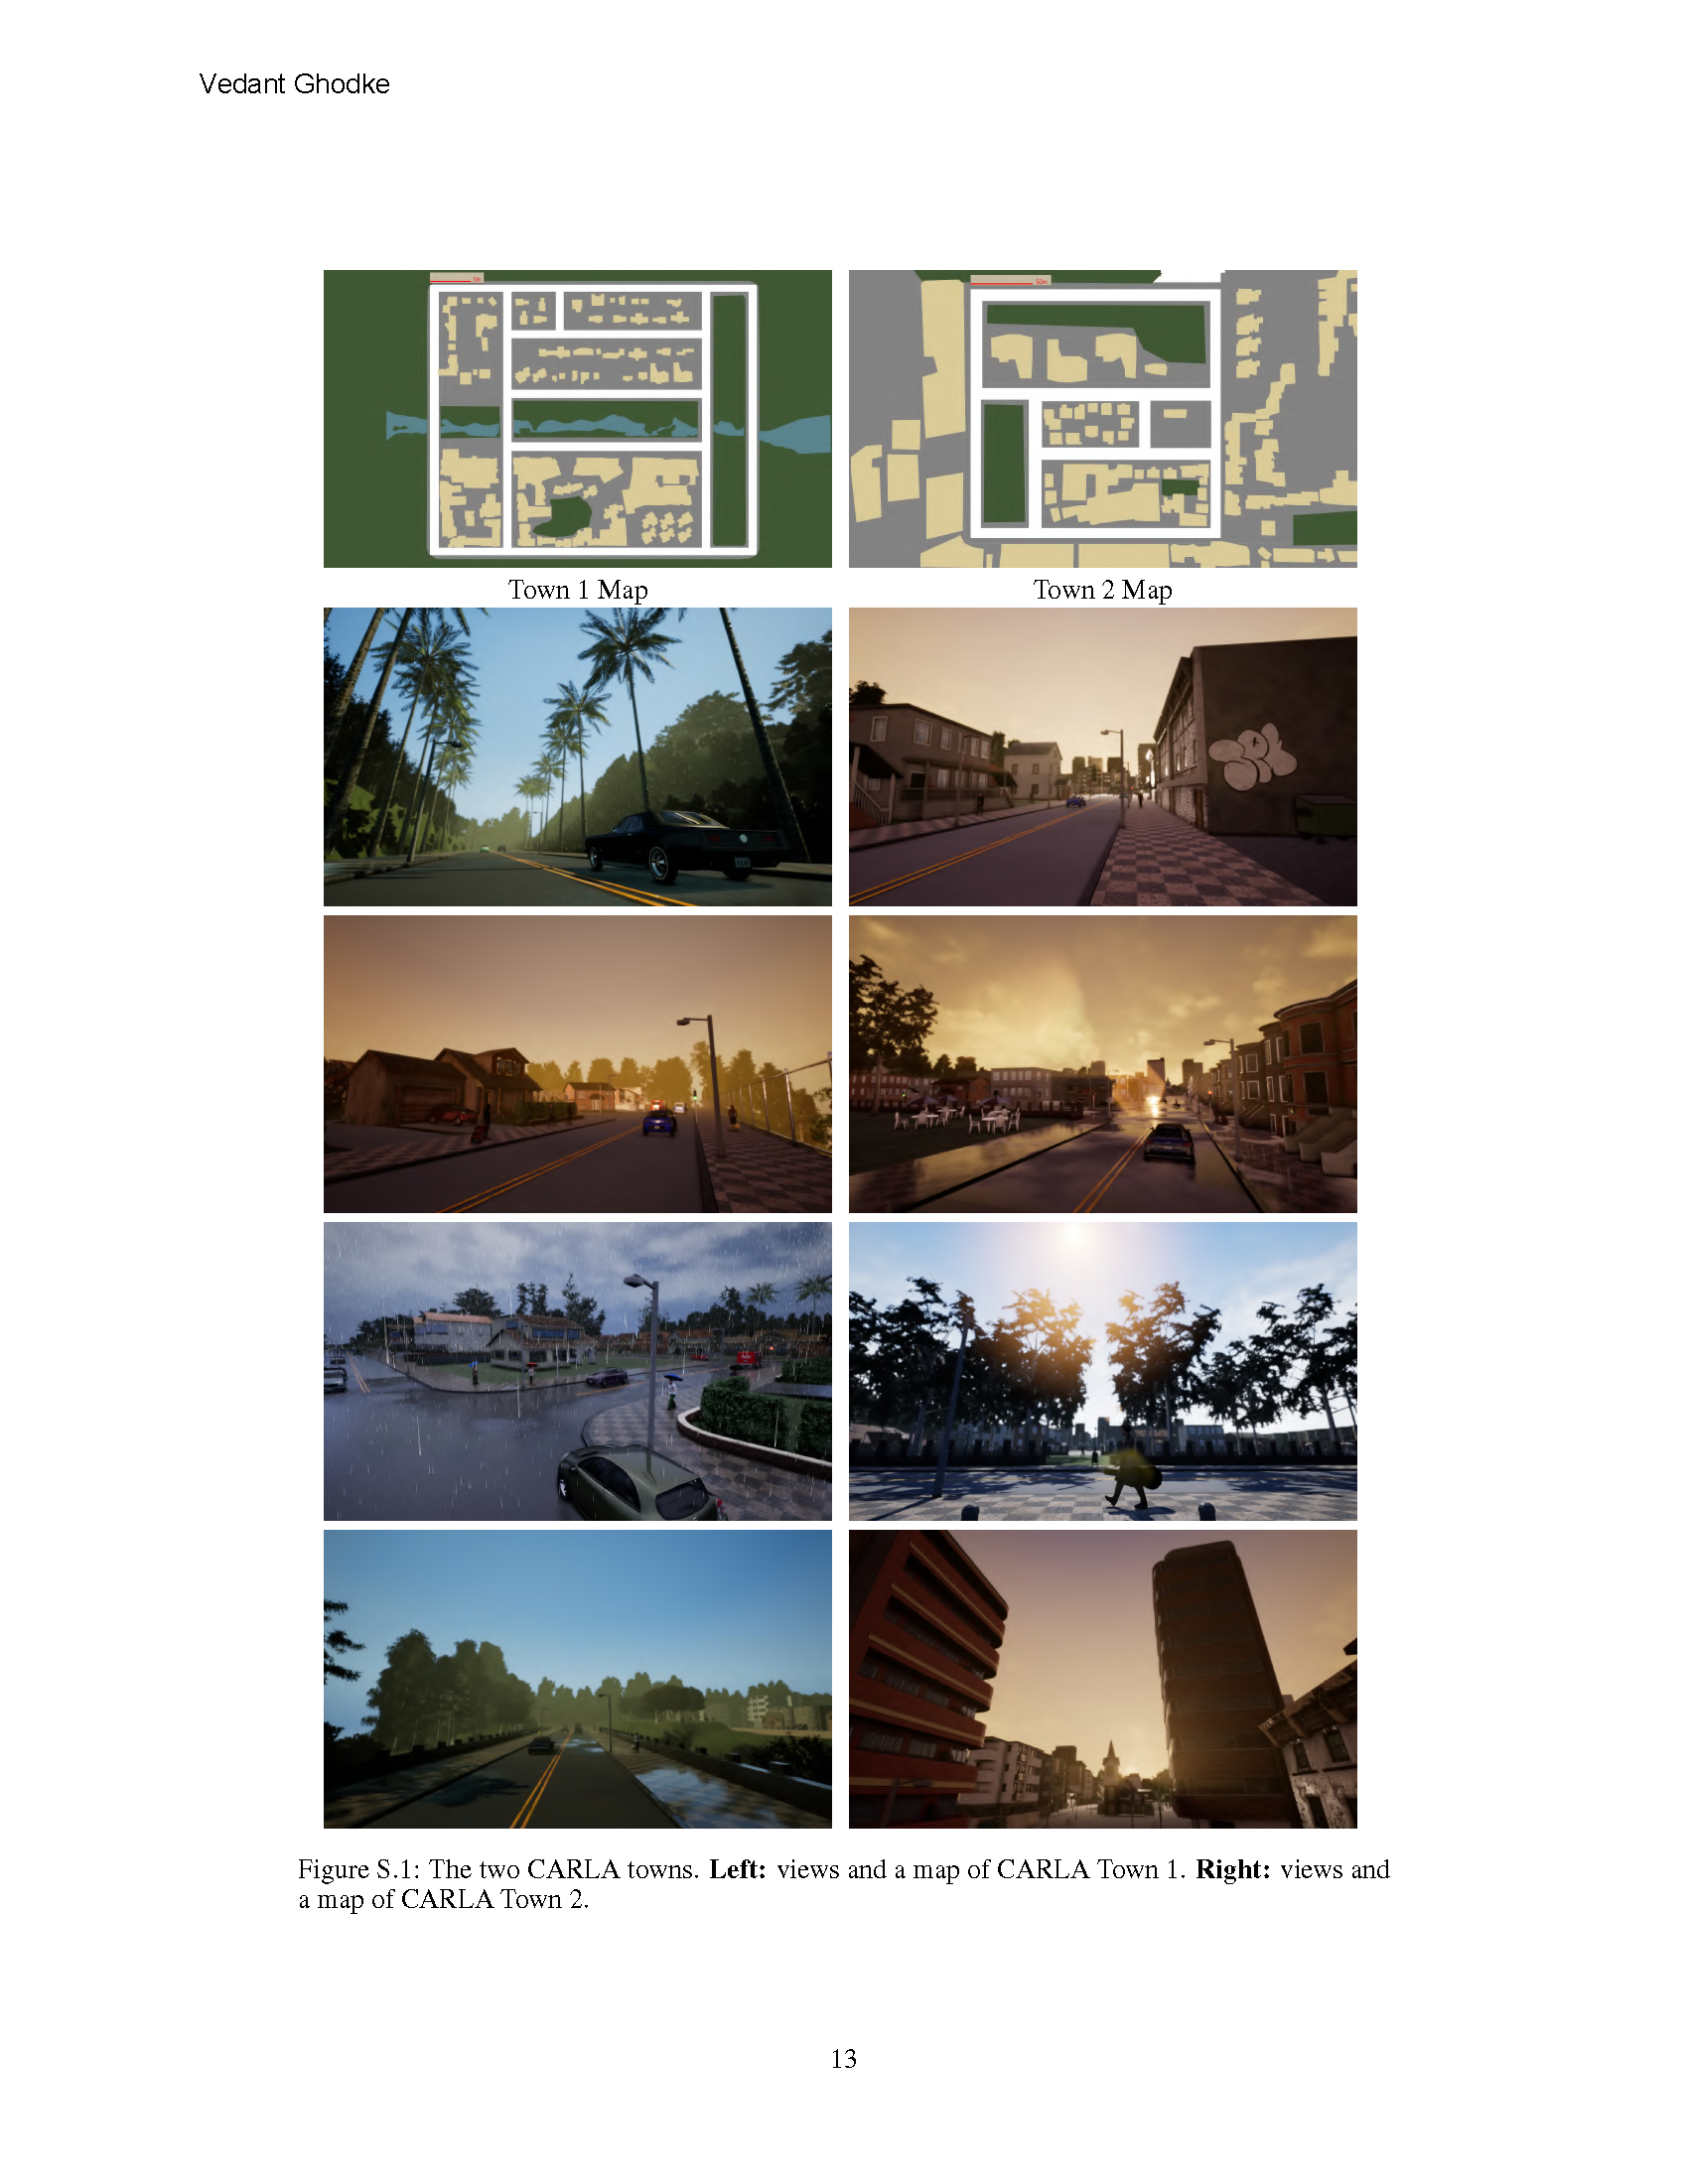 Vedant Ghodke
50m
Town 1 Map
Town 2 Map
Figure S.1: The two CARLA towns. Left: views and a map of CARLA Town 1. Right: views and
a map of CARLA Town 2.
13